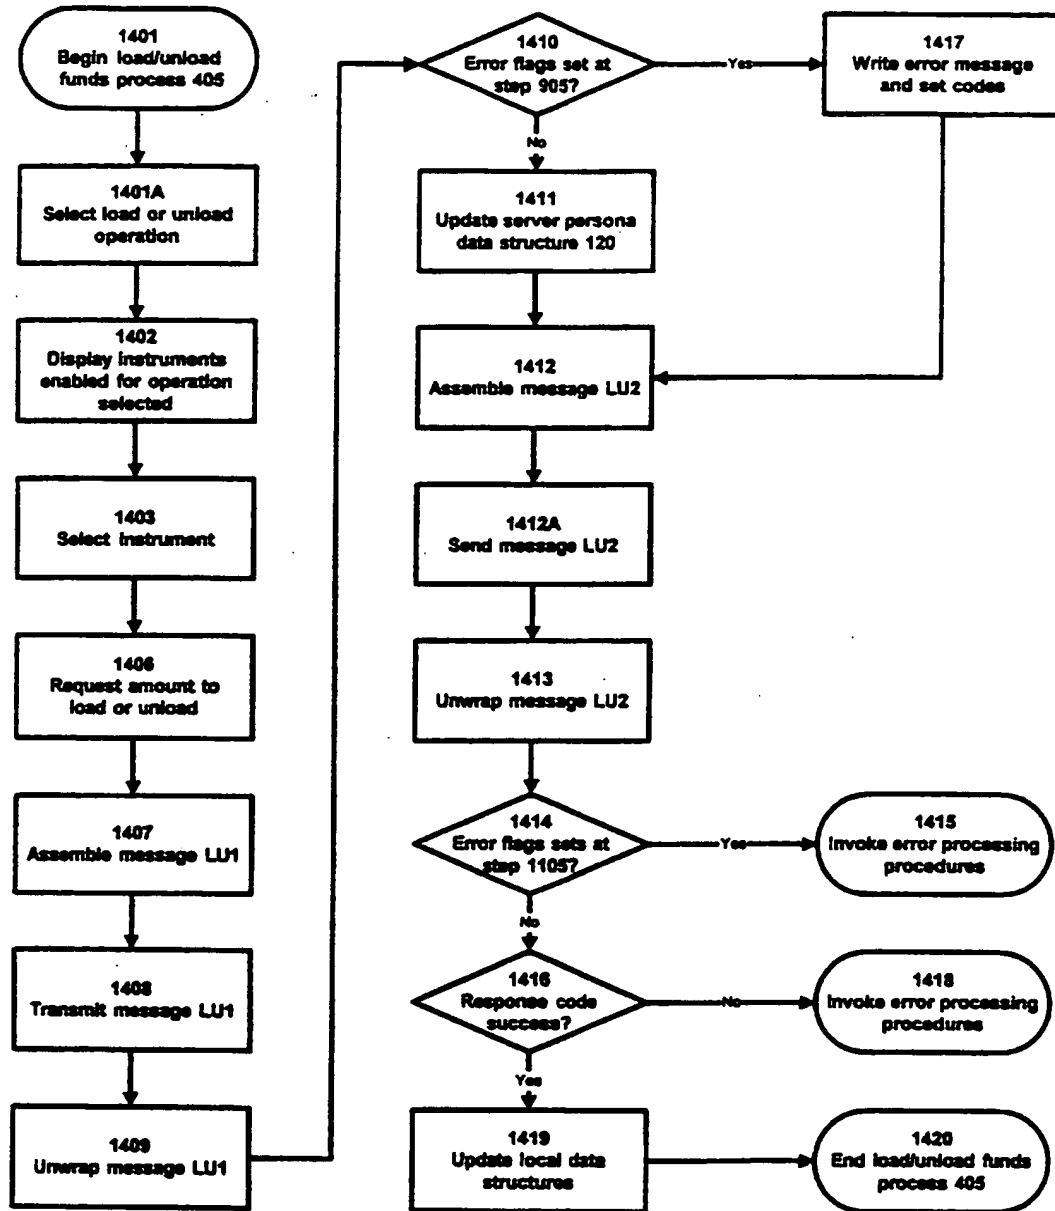 1401
Begin load/unload
funds process 405
1401A
Select load or unload
operation
1402
Display instruments
enabled for operation
selected
1403
Select instrument
1406
Request amount to
load or unload
1407
Assemble message LU1
1408
Transmit message LU1
1409
Unwrap message LU1
1410
Error flags set at
step 905?
Yes
No
1417
Write error message
and set codes
1411
Update server persona
data structure 120
1412
Assemble message LU2
1412A
Send message LU2
1413
Unwrap message LU2
1414
Error flags sets at
step 1105?
Yes
No
1415
Invoke error processing
procedures
1416
Response code
success?
No
Yes
1418
Invoke error processing
procedures
1419
Update local data
structures
1420
End load/unload funds
process 405